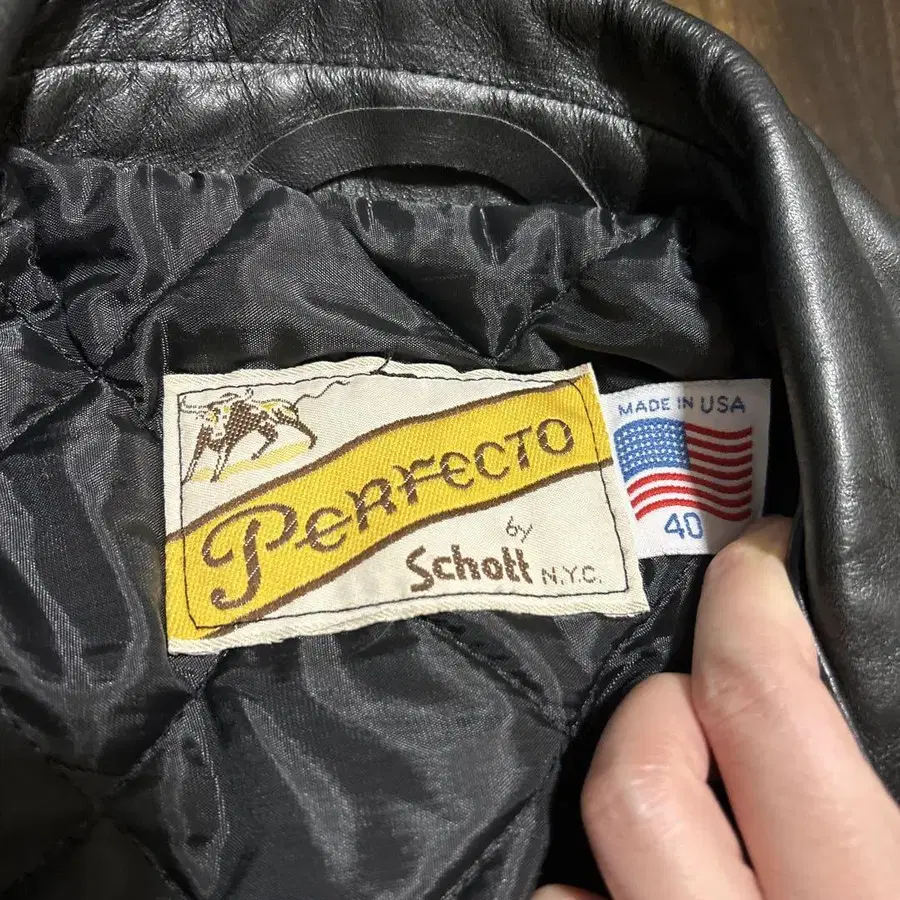 PERFECTO
by
Schott N.Y.C.
MADE IN USA
40